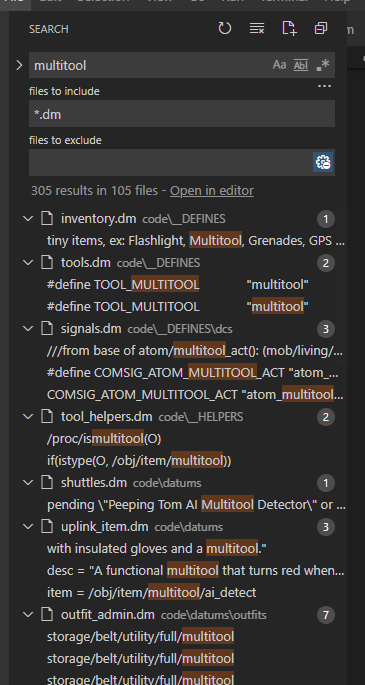 SEARCH
multitool
Aa Abl .*
files to include
...
*.dm
files to exclude
305 results in 105 files - Open in editor
inventory.dm code\__DEFINES 1
tiny items, ex: Flashlight, Multitool, Grenades, GPS ...
tools.dm code\__DEFINES 2
#define TOOL_MULTITOOL "multitool"
#define TOOL_MULTITOOL "multitool"
signals.dm code\__DEFINES\dcs 3
///from base of atom/multitool_act(): (mob/living/...
#define COMSIG_ATOM_MULTITOOL_ACT "atom_...
COMSIG_ATOM_MULTITOOL_ACT "atom_multitool...
tool_helpers.dm code\__HELPERS 2
/proc/ismultitool(O)
if(istype(O, /obj/item/multitool))
shuttles.dm code\datums 1
pending \"Peeping Tom AI Multitool Detector\" or ...
uplink_item.dm code\datums 3
with insulated gloves and a multitool."
desc = "A functional multitool that turns red when...
item = /obj/item/multitool/ai_detect
outfit_admin.dm code\datums\outfits 7
storage/belt/utility/full/multitool
storage/belt/utility/full/multitool
storage/belt/utility/full/multitool